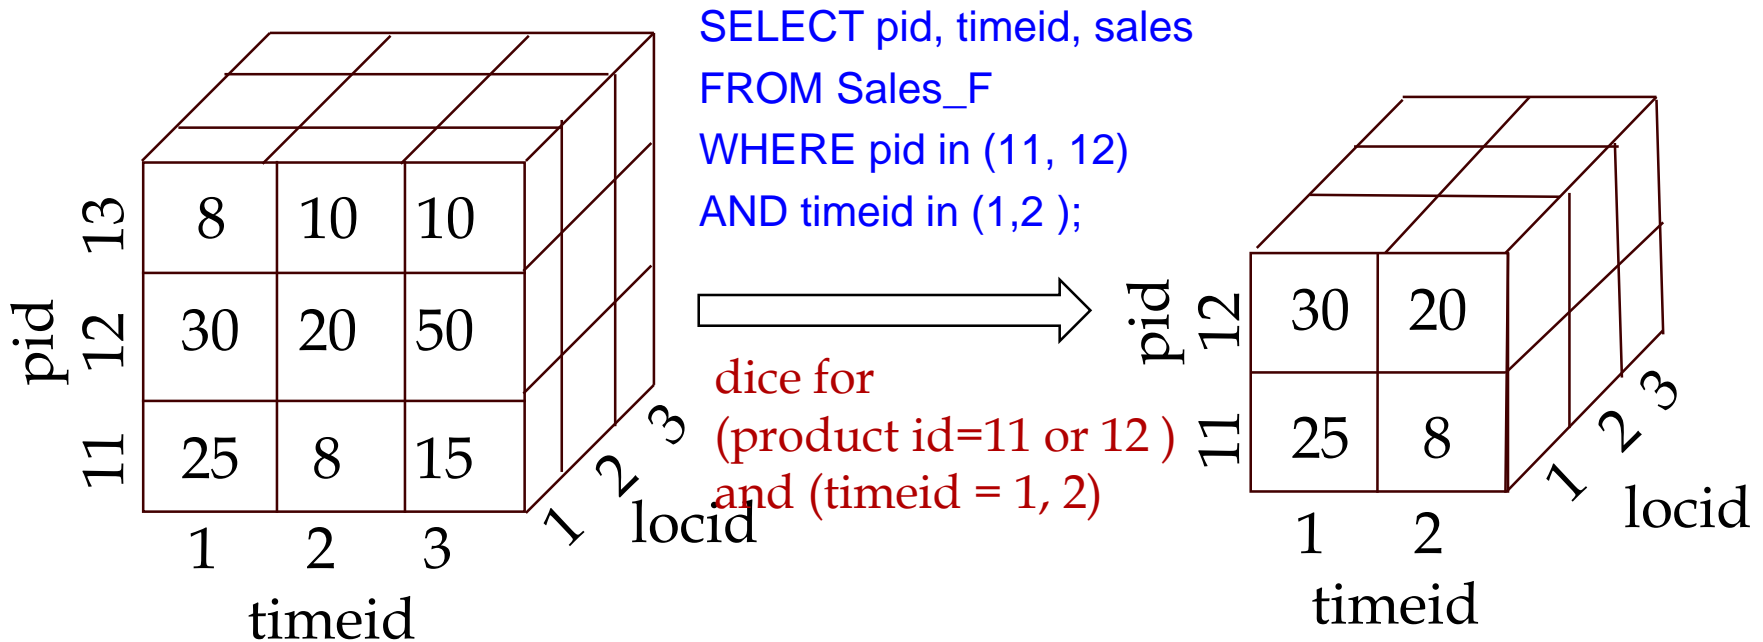 SELECT pid, timeid, sales
FROM Sales_F
WHERE pid in (11, 12)
AND timeid in (1,2 );
dice for
(product id=11 or 12 )
and (timeid = 1, 2)
pid
13
12
11
8 10 10
30 20 50
25 8 15
1 2 3
timeid
1
2
3
locid
pid
12
11
30 20
25 8
1 2
timeid
1
2
3
locid